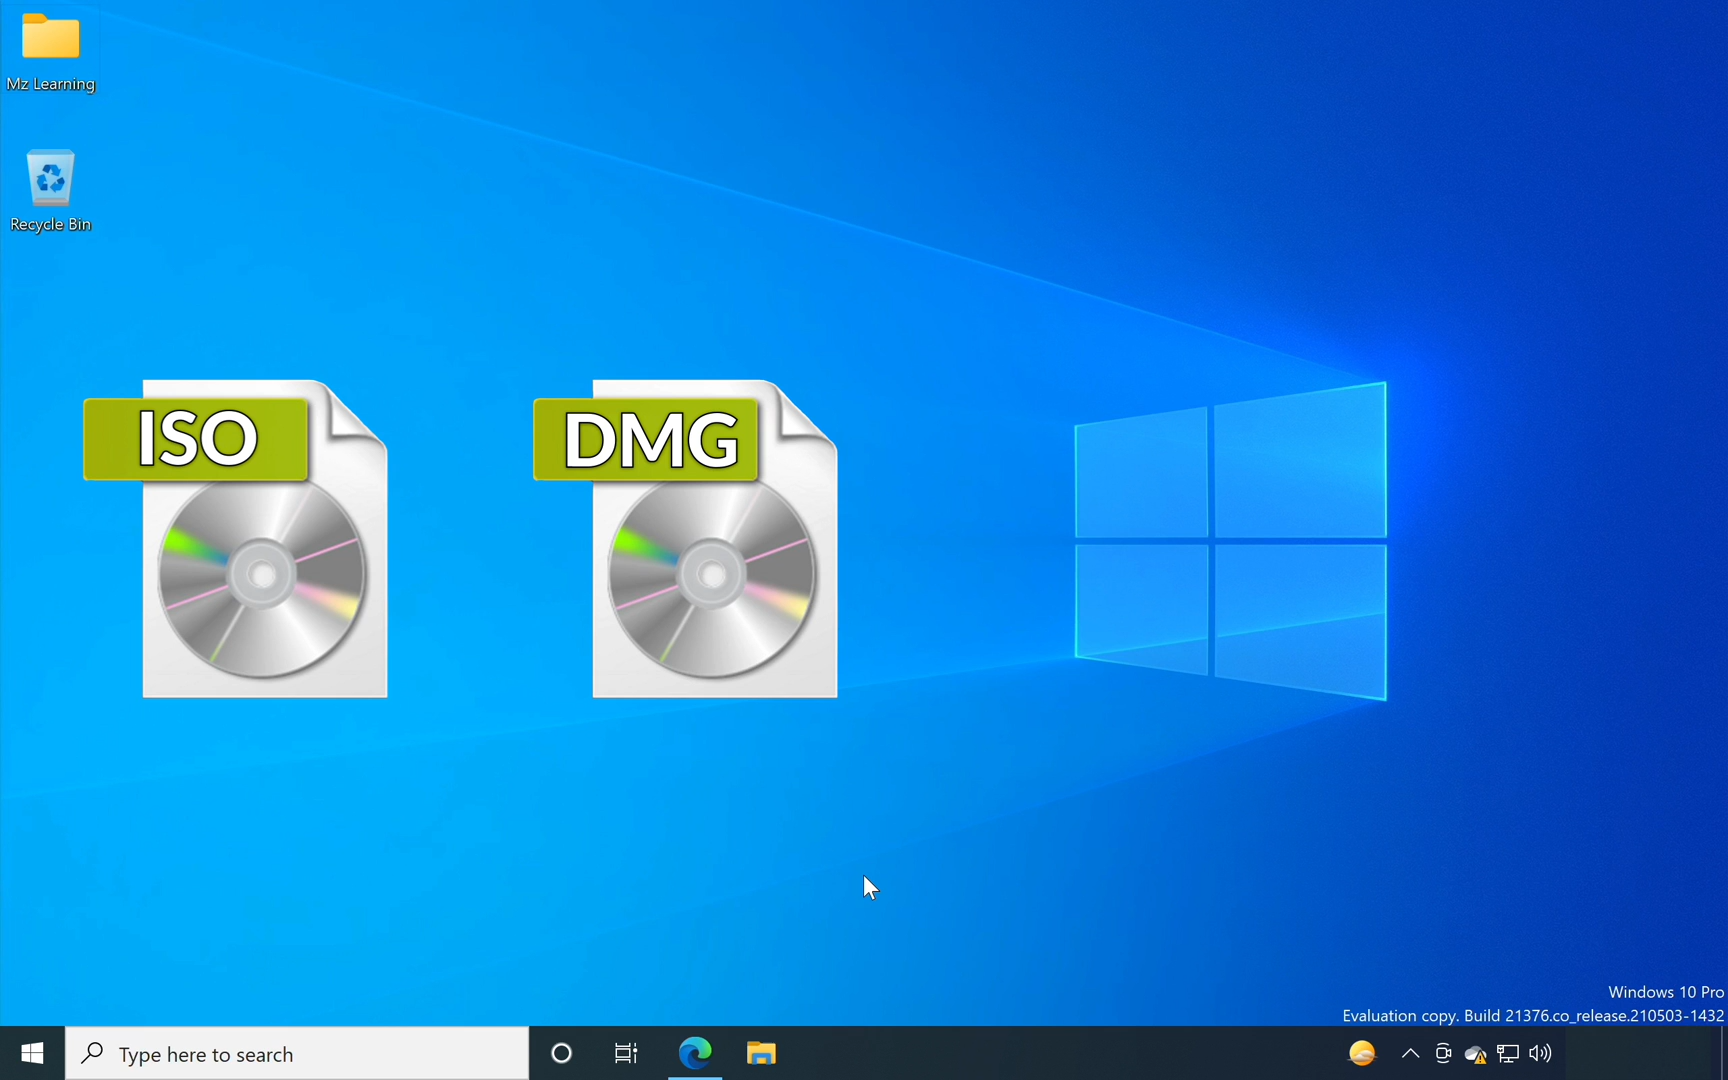 Mz Learning
Recycle Bin
ISO
DMG
Windows 10 Pro
Evaluation copy. Build 21376.co_release.210503-1432
Type here to search